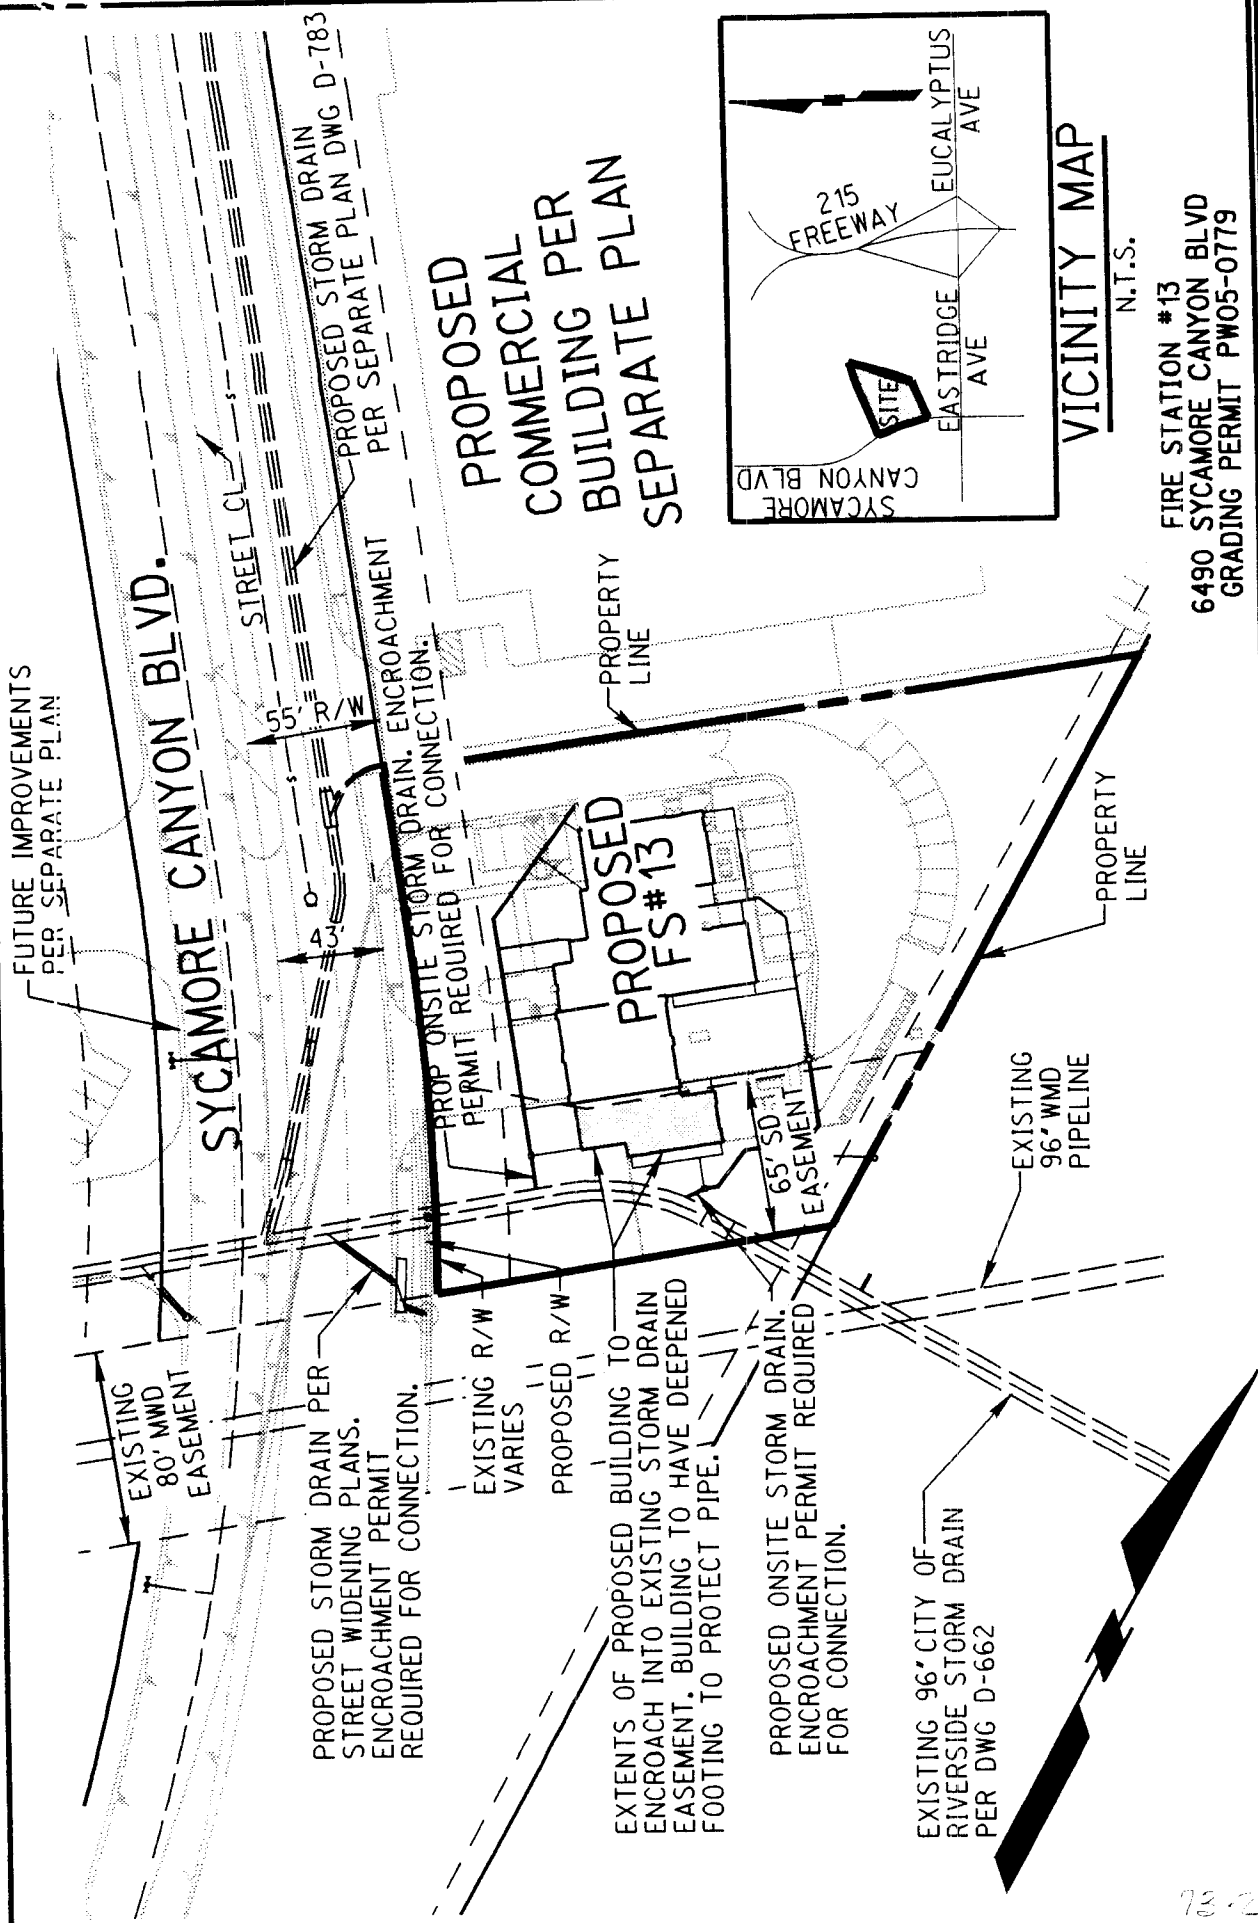 FUTURE IMPROVEMENTS
PER SEPARATE PLAN
SYCAMORE CANYON BLVD.
STREET CL
55' R/W
43'
PROPOSED STORM DRAIN
PER SEPARATE PLAN DWG D-783
PROP ONSITE STORM DRAIN. ENCROACHMENT
PERMIT REQUIRED FOR CONNECTION.
PROPOSED
COMMERCIAL
BUILDING PER
SEPARATE PLAN
PROPERTY
LINE
PROPOSED
FS#13
65' SD
EASEMENT
PROPERTY
LINE
EXISTING
96" WMD
PIPELINE
EXISTING
80' MWD
EASEMENT
PROPOSED STORM DRAIN PER
STREET WIDENING PLANS.
ENCROACHMENT PERMIT
REQUIRED FOR CONNECTION.
EXISTING R/W
VARIES
PROPOSED R/W
EXTENTS OF PROPOSED BUILDING TO
ENCROACH INTO EXISTING STORM DRAIN
EASEMENT. BUILDING TO HAVE DEEPENED
FOOTING TO PROTECT PIPE.
PROPOSED ONSITE STORM DRAIN.
ENCROACHMENT PERMIT REQUIRED
FOR CONNECTION.
EXISTING 96" CITY OF
RIVERSIDE STORM DRAIN
PER DWG D-662
SYCAMORE
CANYON BLVD
SITE
215
FREEWAY
EASTRIDGE
AVE
EUCALYPTUS
AVE
VICINITY MAP
N.T.S.
FIRE STATION #13
6490 SYCAMORE CANYON BLVD
GRADING PERMIT PW05-0779